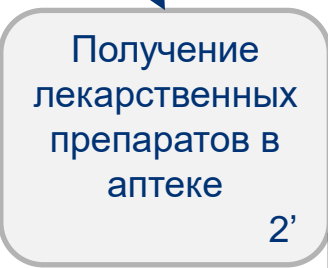 Получение
лекарственных
препаратов в
аптеке
2’